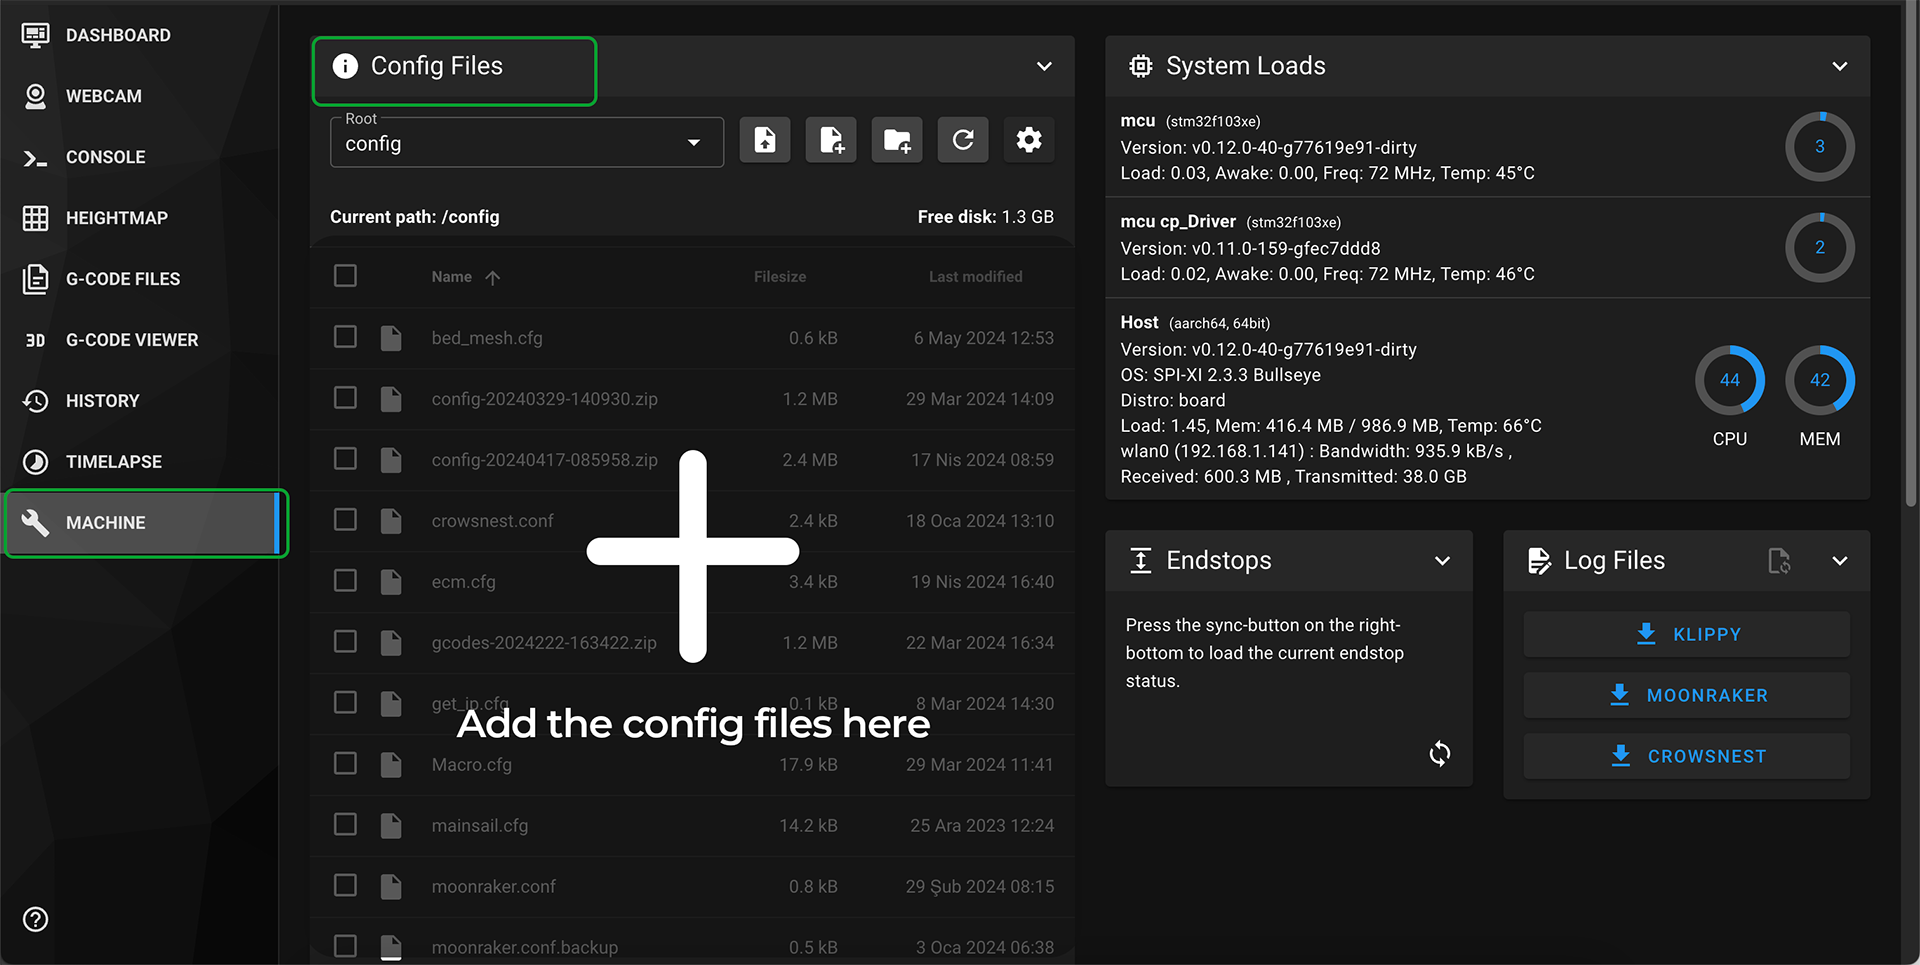 DASHBOARD
WEBCAM
CONSOLE
HEIGHTMAP
G-CODE FILES
3D G-CODE VIEWER
HISTORY
TIMELAPSE
MACHINE
Config Files
Root
config
Current path: /config Free disk: 1.3 GB
Name Filesize Last modified
bed_mesh.cfg 0.6 kB 6 May 2024 12:53
config-20240329-140930.zip 1.2 MB 29 Mar 2024 14:09
config-20240417-085958.zip 2.4 MB 17 Nis 2024 08:59
crowsnest.conf 2.4 kB 18 Oca 2024 13:10
ecm.cfg 3.4 kB 19 Nis 2024 16:40
gcodes-2024222-163422.zip 1.2 MB 22 Mar 2024 16:34
get_ip.cfg 0.1 kB 8 Mar 2024 14:30
Add the config files here
Macro.cfg 17.9 kB 29 Mar 2024 11:41
mainsail.cfg 14.2 kB 25 Ara 2023 12:24
moonraker.conf 0.8 kB 29 Şub 2024 08:15
moonraker.conf.backup 0.5 kB 3 Oca 2024 06:38
System Loads
mcu (stm32f103xe)
Version: v0.12.0-40-g77619e91-dirty
Load: 0.03, Awake: 0.00, Freq: 72 MHz, Temp: 45°C
3
mcu cp_Driver (stm32f103xe)
Version: v0.11.0-159-gfec7ddd8
Load: 0.02, Awake: 0.00, Freq: 72 MHz, Temp: 46°C
2
Host (aarch64, 64bit)
Version: v0.12.0-40-g77619e91-dirty
OS: SPI-XI 2.3.3 Bullseye
Distro: board
Load: 1.45, Mem: 416.4 MB / 986.9 MB, Temp: 66°C
wlan0 (192.168.1.141) : Bandwidth: 935.9 kB/s ,
Received: 600.3 MB , Transmitted: 38.0 GB
44 42
CPU MEM
Endstops
Press the sync-button on the right-
bottom to load the current endstop
status.
Log Files
KLIPPY
MOONRAKER
CROWSNEST